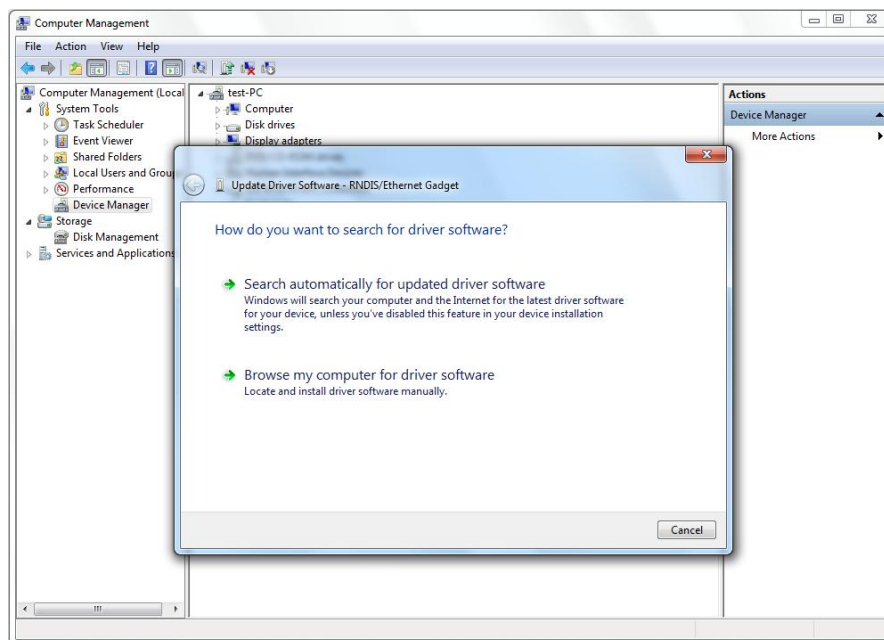 Computer Management
File Action View Help
Computer Management (Local
System Tools
Task Scheduler
Event Viewer
Shared Folders
Local Users and Grou
Performance
Device Manager
Storage
Disk Management
Services and Applications
test-PC
Computer
Disk drives
Display adapters
Actions
Device Manager
More Actions
Update Driver Software - RNDIS/Ethernet Gadget
How do you want to search for driver software?
Search automatically for updated driver software
Windows will search your computer and the Internet for the latest driver software
for your device, unless you've disabled this feature in your device installation
settings.
Browse my computer for driver software
Locate and install driver software manually.
Cancel